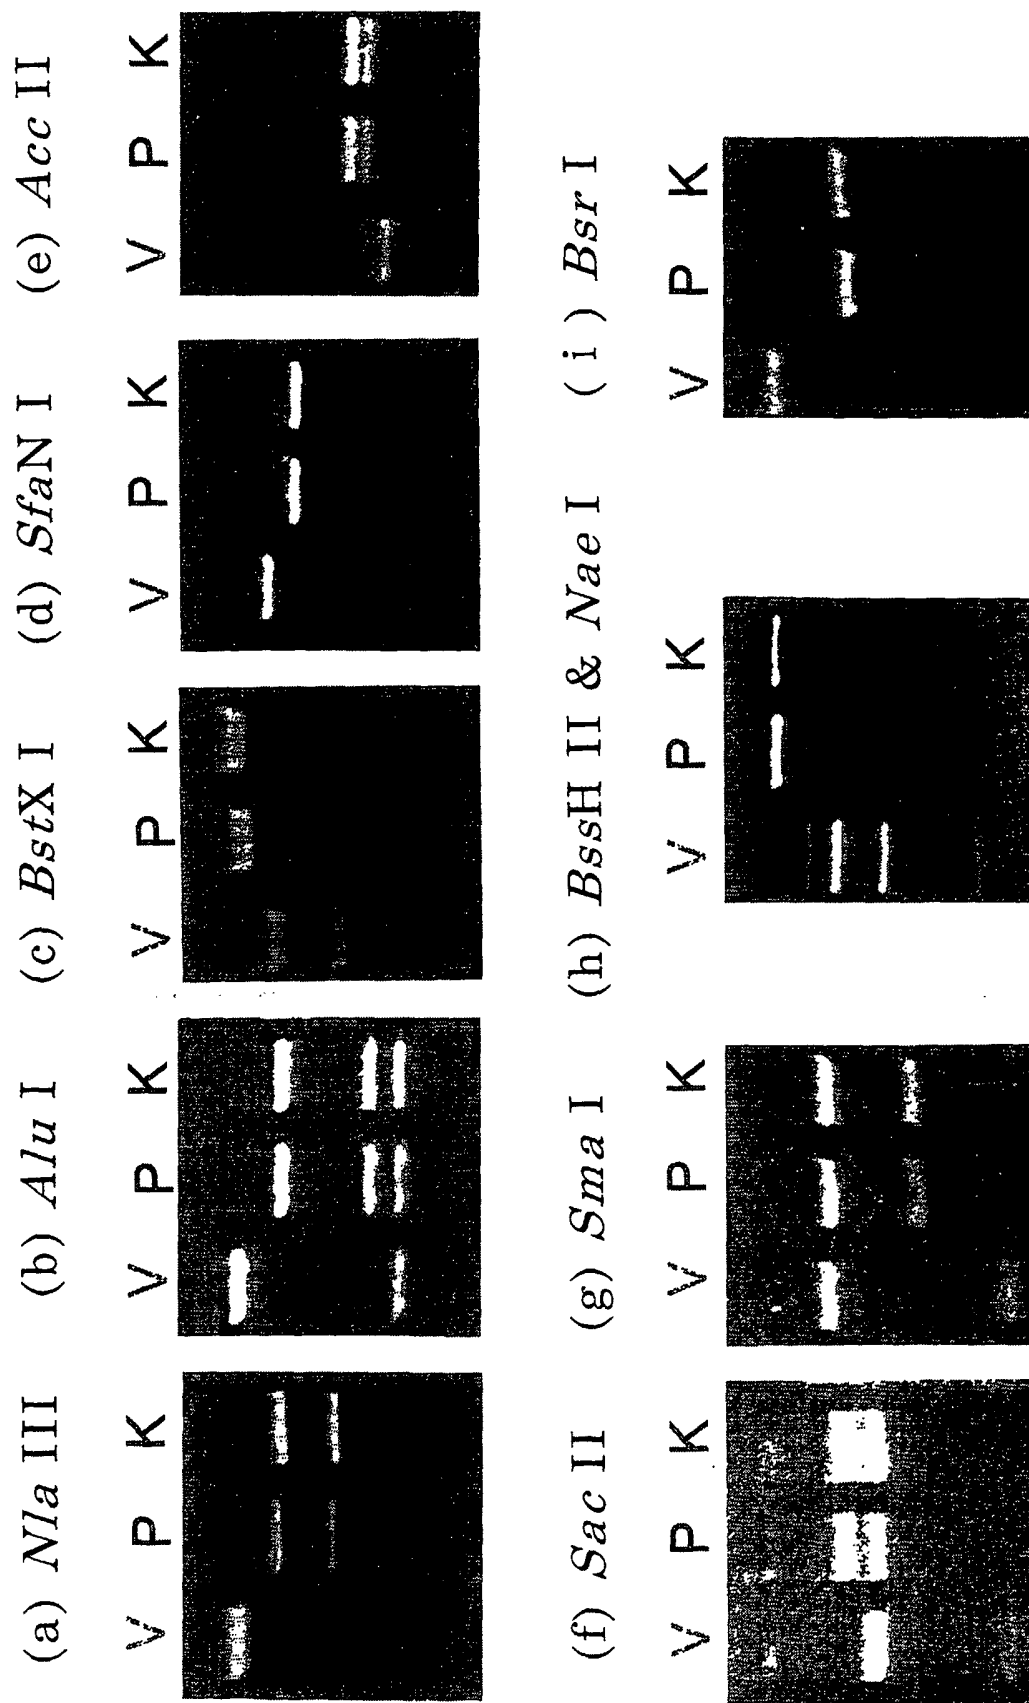 (a) Nla III
V P K
(b) Alu I
V P K
(c) BstX I
V P K
(d) SfaN I
V P K
(e) Acc II
V P K
(f) Sac II
V P K
(g) Sma I
V P K
(h) BssH II & Nae I
V P K
(i) Bsr I
V P K